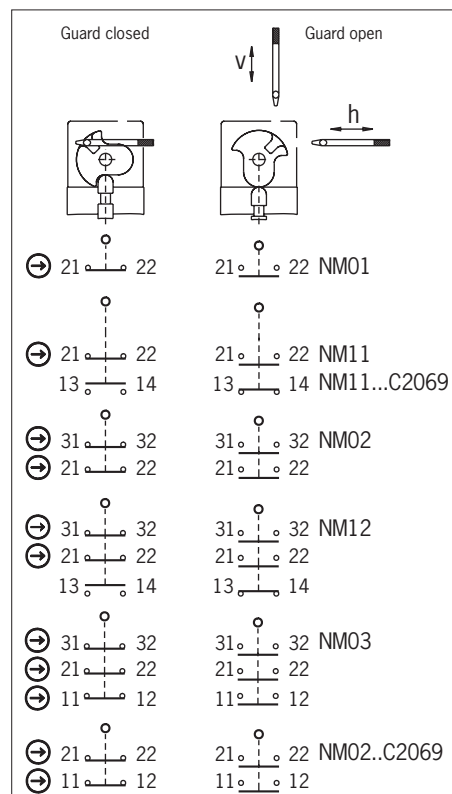 Guard closed Guard open
v
h
21 22 21 22 NM01
21 22 21 22 NM11
13 14 13 14 NM11...C2069
31 32 31 32 NM02
21 22 21 22
31 32 31 32 NM12
21 22 21 22
13 14 13 14
31 32 31 32 NM03
21 22 21 22
11 12 11 12
21 22 21 22 NM02..C2069
11 12 11 12